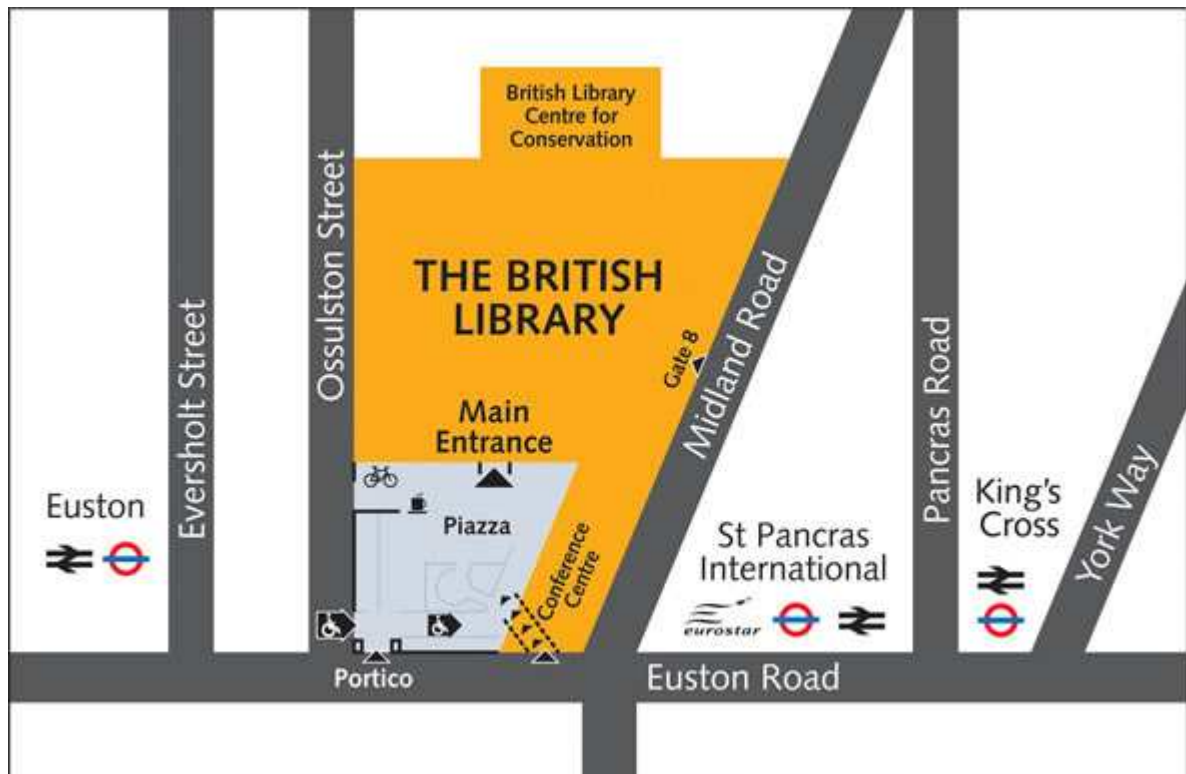 British Library
Centre for
Conservation
THE BRITISH
LIBRARY
Eversholt Street
Ossulston Street
Gate 8
Midland Road
Pancras Road
York Way
Main
Entrance
Piazza
Conference
Centre
Euston
St Pancras
International
eurostar
King's
Cross
Portico
Euston Road